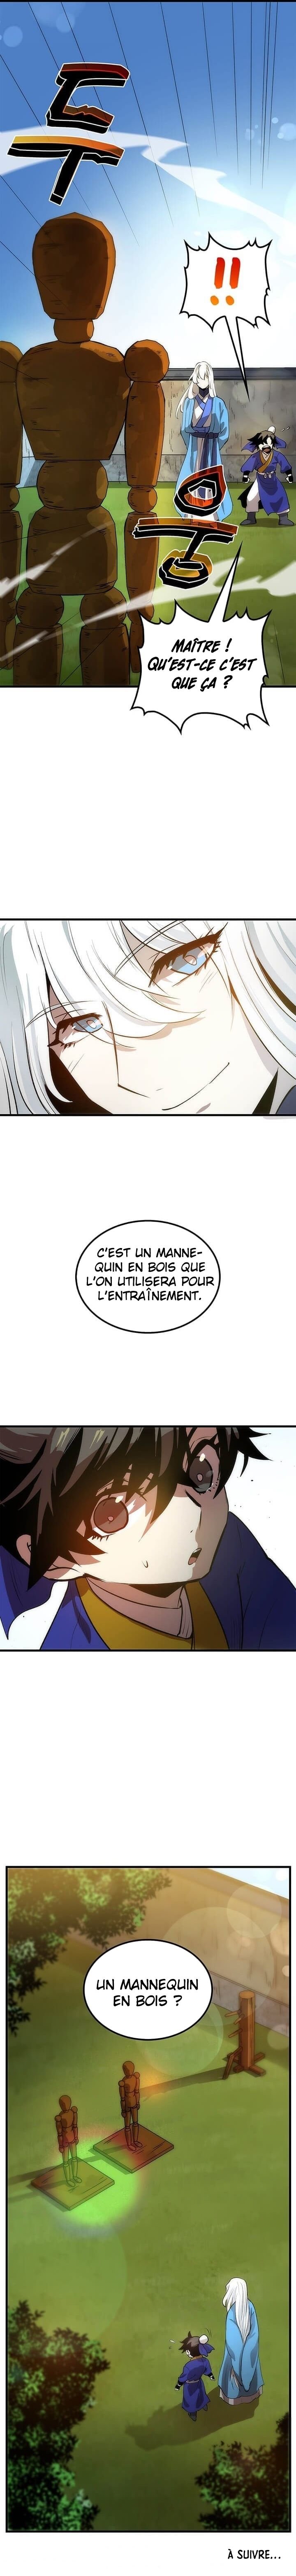 두
!!
웅
MAÎTRE !
QU'EST-CE C'EST
QUE ÇA ?
C'EST UN MANNE-
QUIN EN BOIS QUE
L'ON UTILISERA POUR
L'ENTRAÎNEMENT.
UN MANNEQUIN
EN BOIS ?
À SUIVRE...